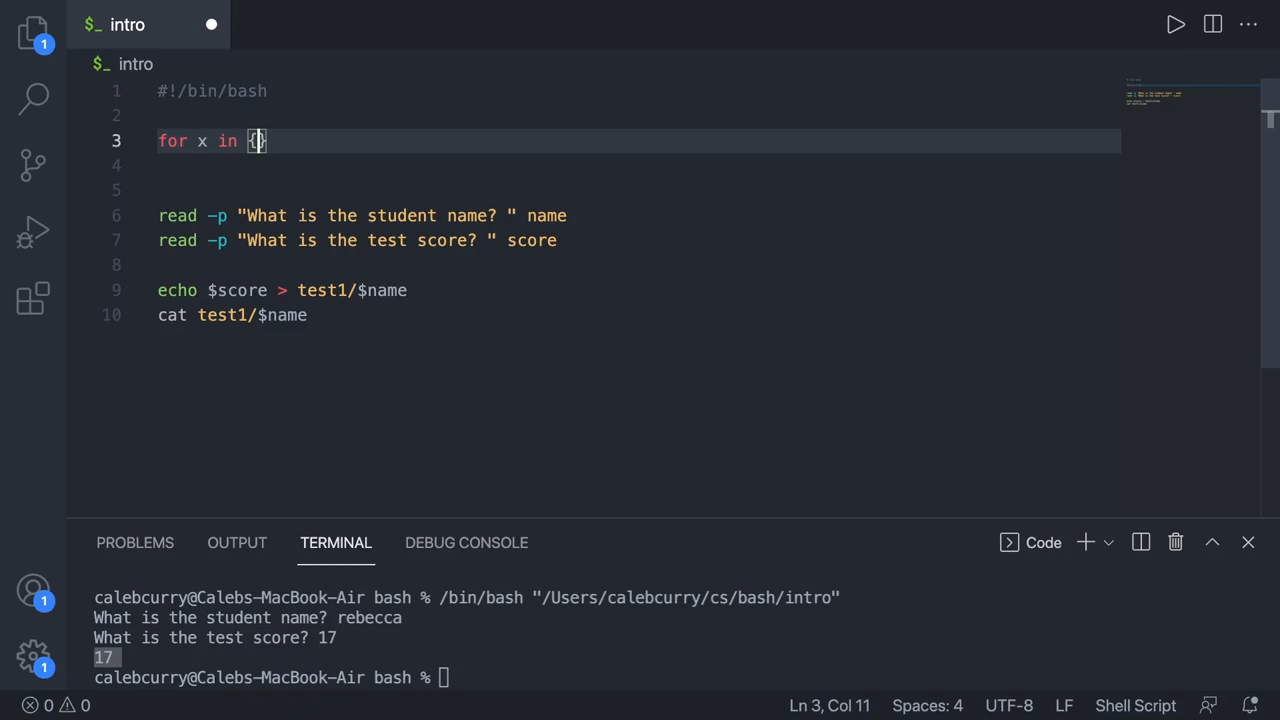 $_ intro
1
$_ intro
1 #!/bin/bash
2
3 for x in {}
4
5
6 read -p "What is the student name? " name
7 read -p "What is the test score? " score
8
9 echo $score > test1/$name
10 cat test1/$name
PROBLEMS OUTPUT TERMINAL DEBUG CONSOLE Code
calebcurry@Calebs-MacBook-Air bash % /bin/bash "/Users/calebcurry/cs/bash/intro"
What is the student name? rebecca
1
What is the test score? 17
17
1
calebcurry@Calebs-MacBook-Air bash %
0 0 Ln 3, Col 11 Spaces: 4 UTF-8 LF Shell Script